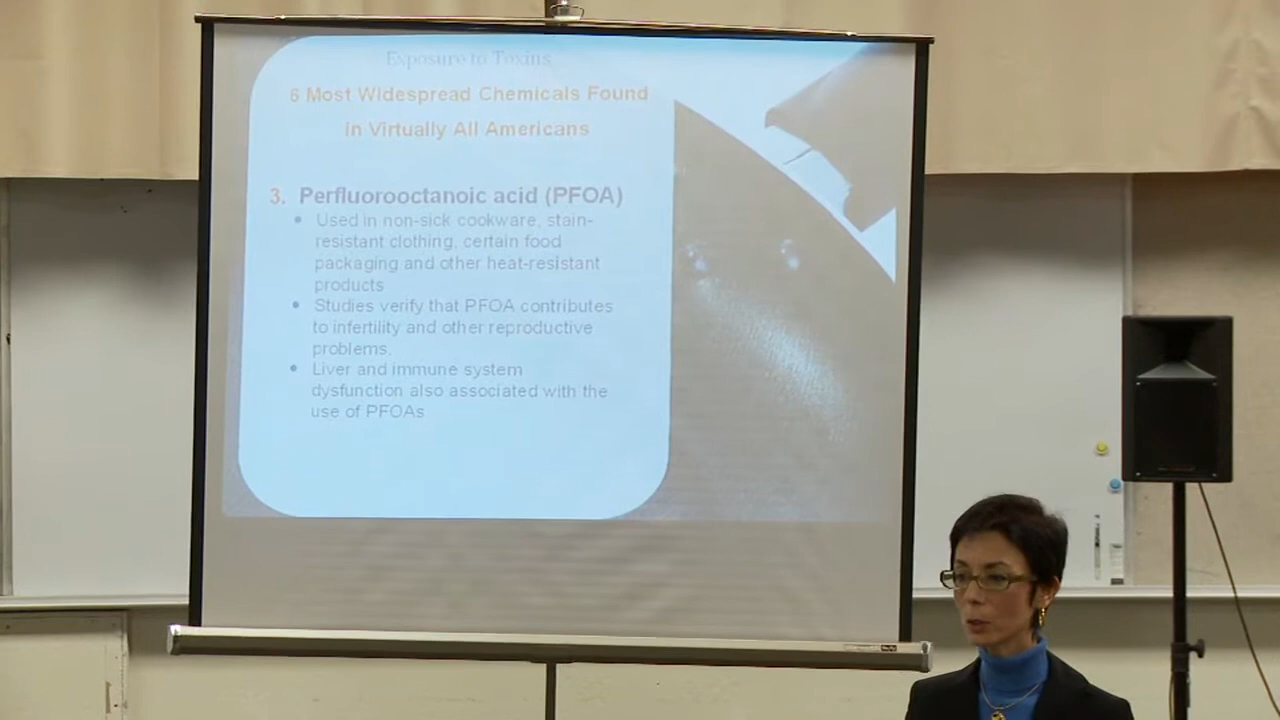 Exposure to Toxins
6 Most Widespread Chemicals Found
in Virtually All Americans
3. Perfluorooctanoic acid (PFOA)
• Used in non-sick cookware, stain-
resistant clothing, certain food
packaging and other heat-resistant
products
• Studies verify that PFOA contributes
to infertility and other reproductive
problems.
• Liver and immune system
dysfunction also associated with the
use of PFOAs